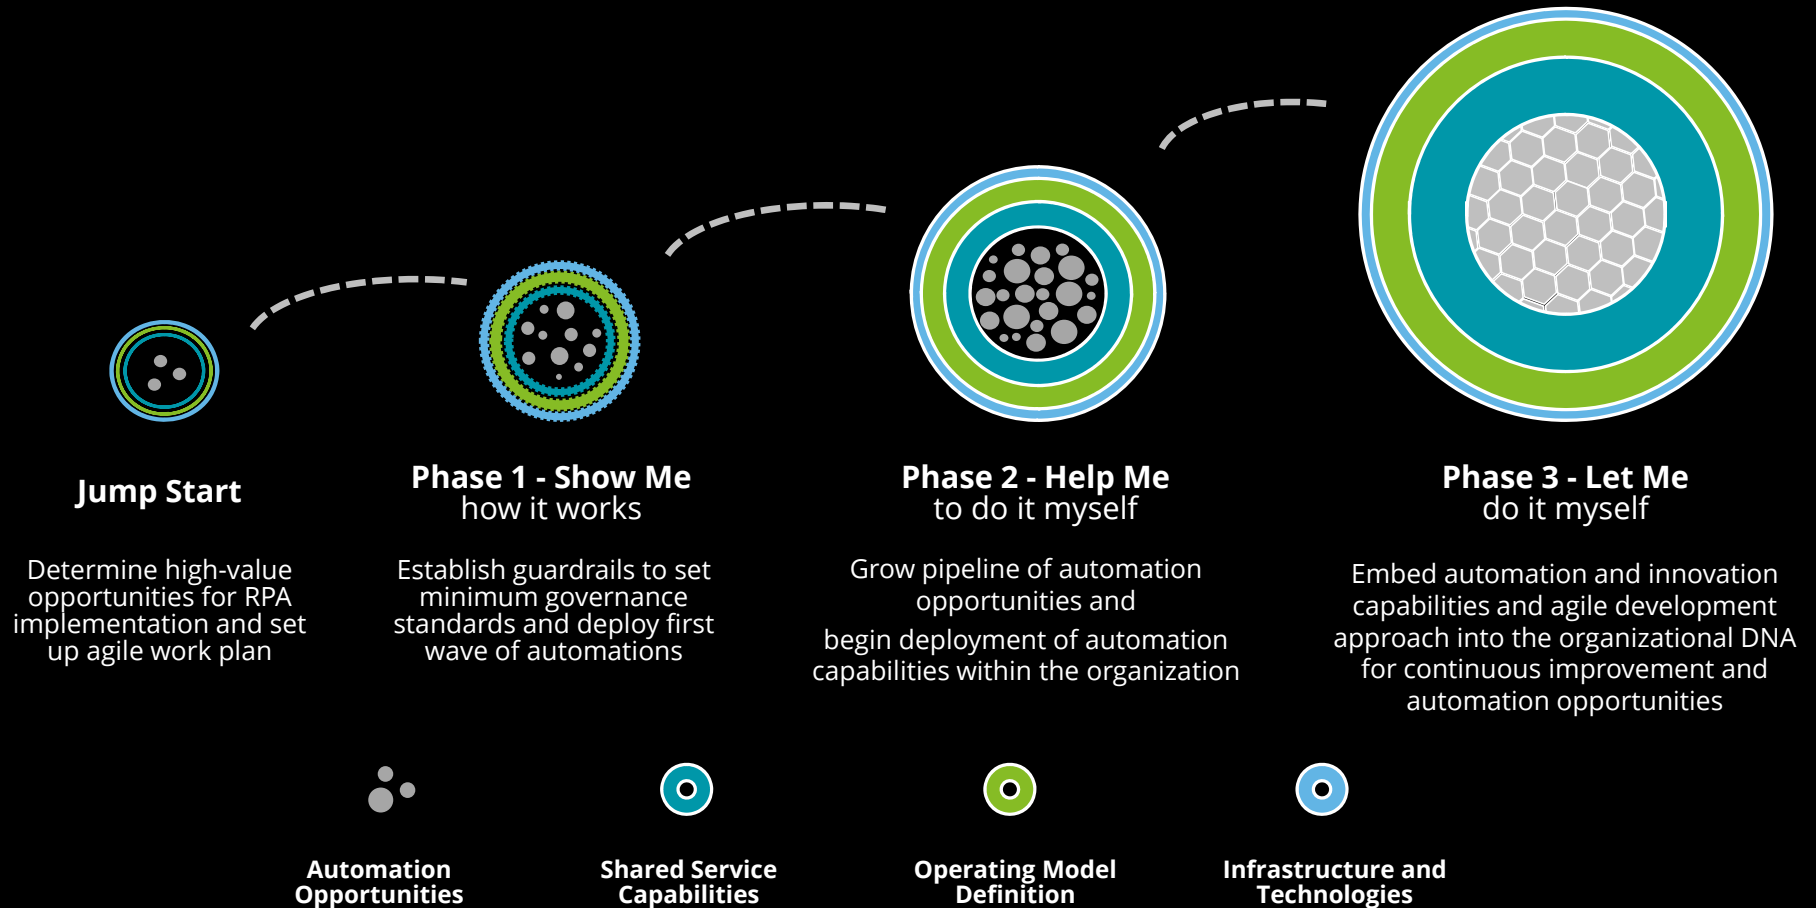 Jump Start
Determine high-value
opportunities for RPA
implementation and set
up agile work plan
Phase 1 - Show Me
how it works
Establish guardrails to set
minimum governance
standards and deploy first
wave of automations
Phase 2 - Help Me
to do it myself
Grow pipeline of automation
opportunities and
begin deployment of automation
capabilities within the organization
Phase 3 - Let Me
do it myself
Embed automation and innovation
capabilities and agile development
approach into the organizational DNA
for continuous improvement and
automation opportunities
Automation
Opportunities
Shared Service
Capabilities
Operating Model
Definition
Infrastructure and
Technologies